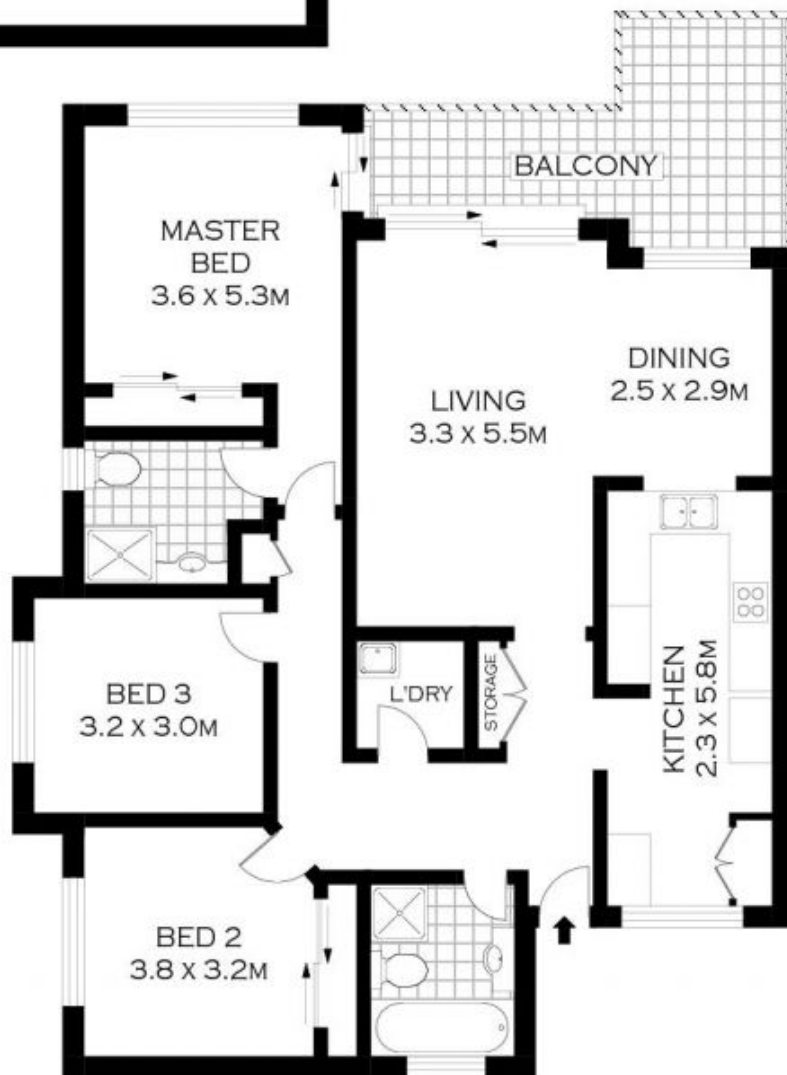 BALCONY
MASTER
BED
3.6 X 5.3M
DINING
2.5 X 2.9M
LIVING
3.3 X 5.5M
L'DRY
STORAGE
KITCHEN
2.3 X 5.8M
BED 3
3.2 X 3.0M
BED 2
3.8 X 3.2M